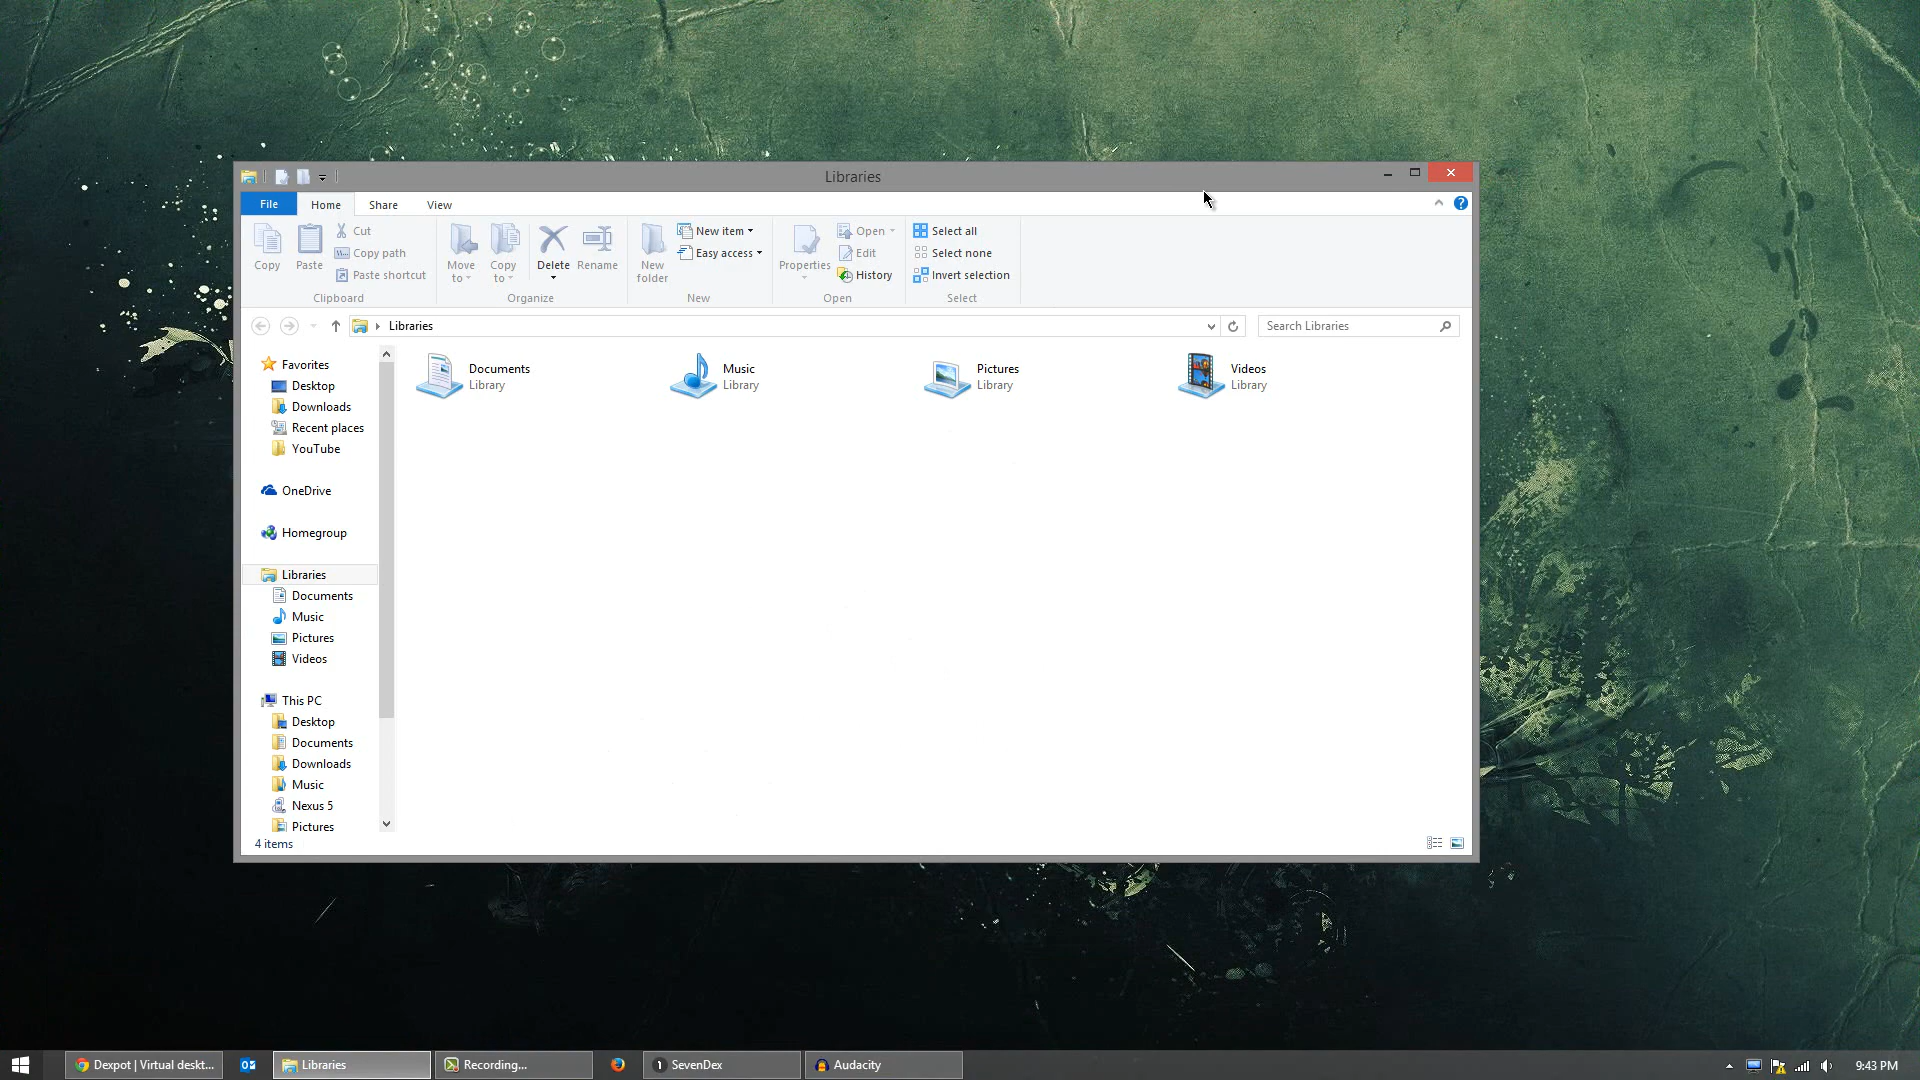 Libraries
File Home Share View
Copy
Paste
Cut
Copy path
Paste shortcut
Clipboard
Move to
Copy to
Delete
Rename
Organize
New folder
New item
Easy access
New
Properties
Open
Edit
History
Open
Select all
Select none
Invert selection
Select
Libraries
Search Libraries
Favorites
Desktop
Downloads
Recent places
YouTube
OneDrive
Homegroup
Libraries
Documents
Music
Pictures
Videos
This PC
Desktop
Documents
Downloads
Music
Nexus 5
Pictures
Documents
Library
Music
Library
Pictures
Library
Videos
Library
4 items
Dexpot | Virtual deskt...
Libraries
Recording...
SevenDex
Audacity
9:43 PM